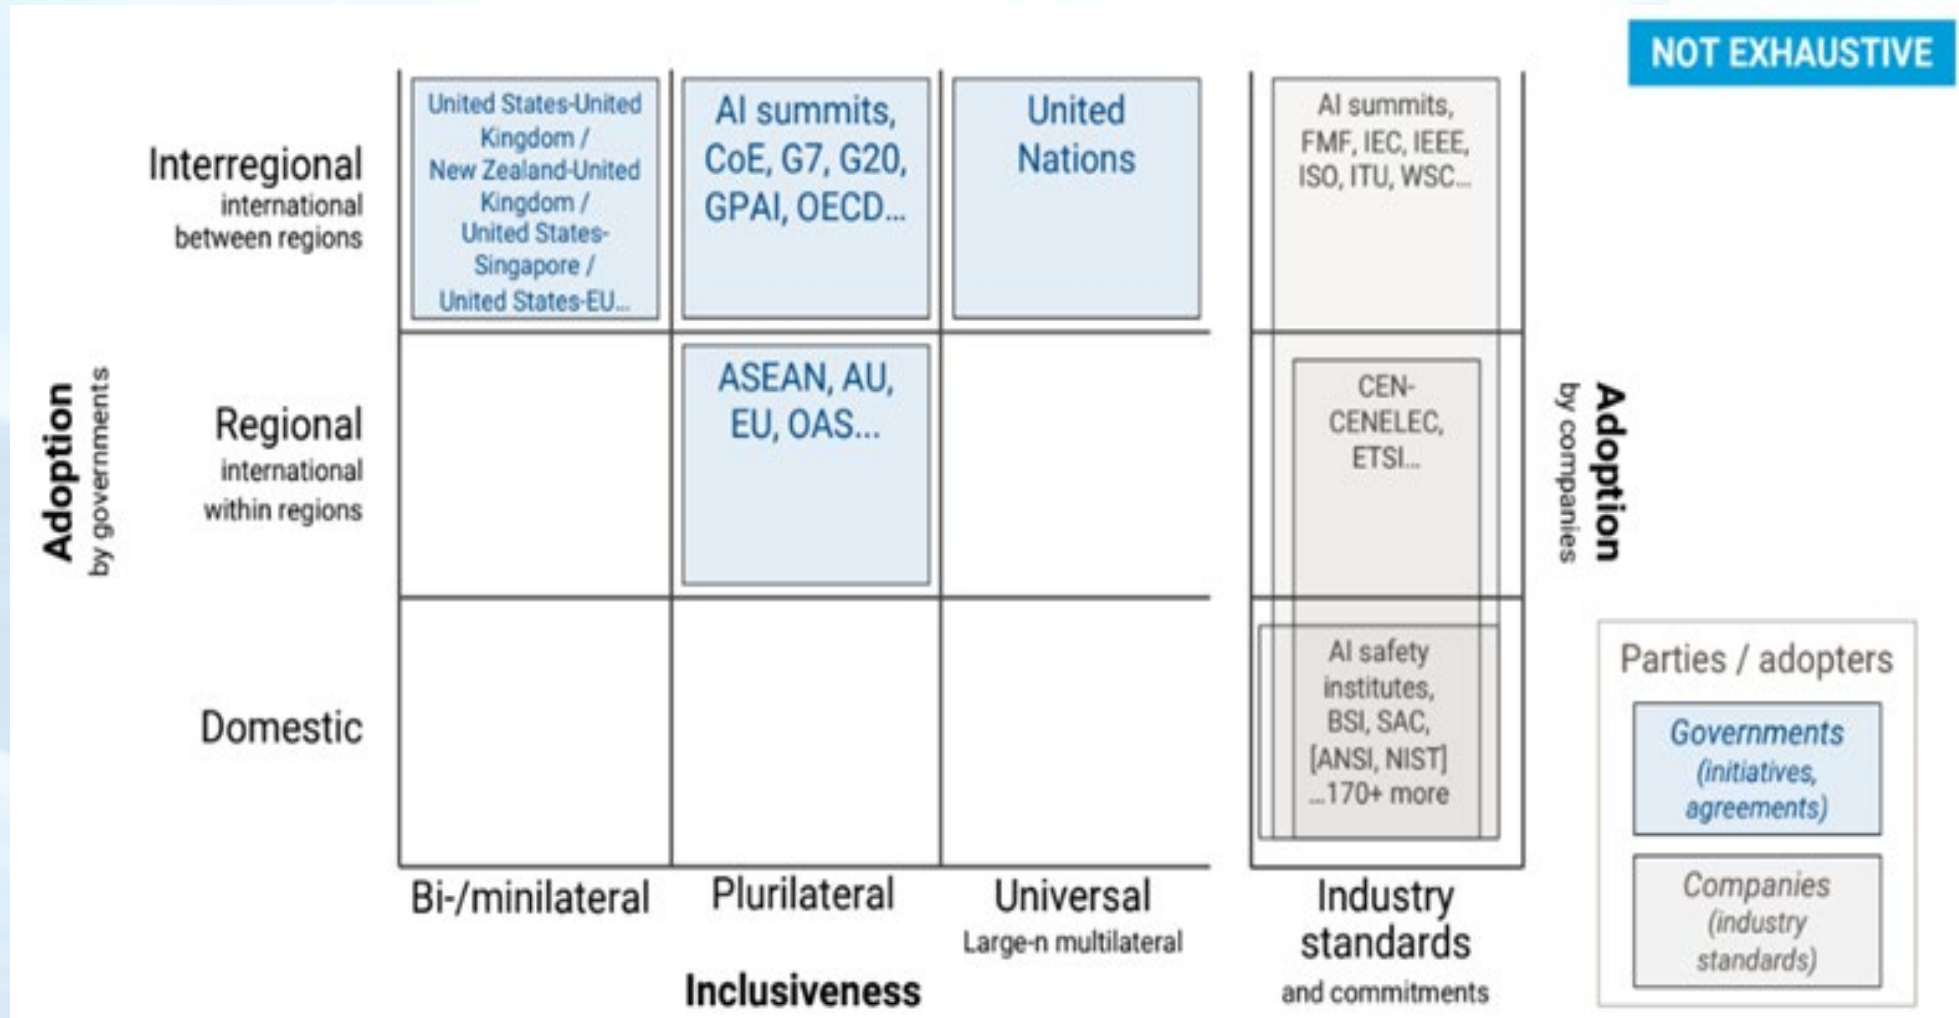 NOT EXHAUSTIVE
Interregional
international
between regions
United States-United
Kingdom /
New Zealand-United
Kingdom /
United States-
Singapore /
United States-EU...
AI summits,
CoE, G7, G20,
GPAI, OECD...
United
Nations
AI summits,
FMF, IEC, IEEE,
ISO, ITU, WSC...
Adoption
by governments
Regional
international
within regions
ASEAN, AU,
EU, OAS...
CEN-
CENELEC,
ETSI...
Adoption
by companies
Domestic
AI safety
institutes,
BSI, SAC,
[ANSI, NIST]
...170+ more
Bi-/minilateral
Plurilateral
Universal
Large-n multilateral
Inclusiveness
Industry
standards
and commitments
Parties / adopters
Governments
(initiatives,
agreements)
Companies
(industry
standards)